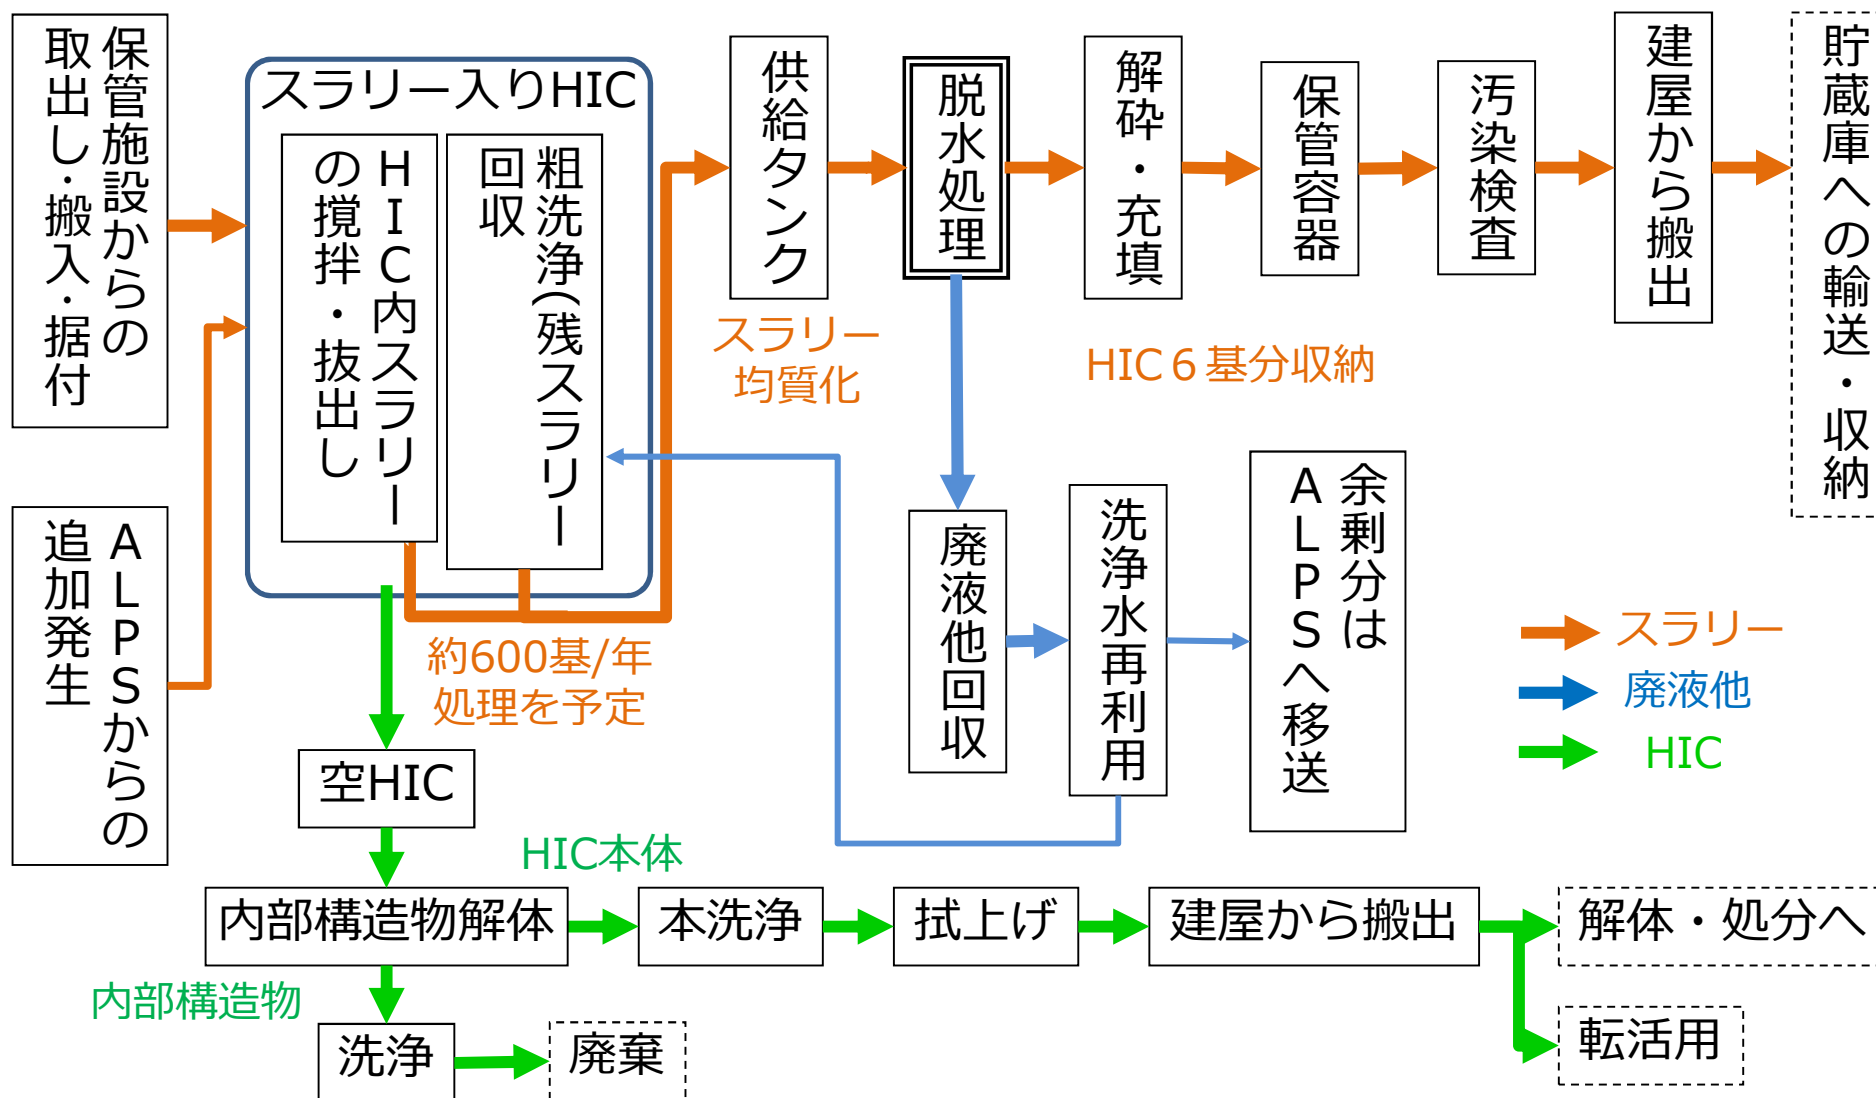 保管施設からの
取出し・搬入・据付
スラリー入りHIC
HIC内スラリー
の撹拌・抜出し
粗洗浄(残スラリー
回収
供給タンク
脱水処理
解砕・充填
保管容器
汚染検査
建屋から搬出
貯蔵庫への輸送・収納
スラリー
均質化
HIC6基分収納
ALPSからの
追加発生
廃液他回収
洗浄水再利用
余剰分は
ALPSへ移送
約600基/年
処理を予定
スラリー
廃液他
HIC
空HIC
HIC本体
内部構造物解体
本洗浄
拭上げ
建屋から搬出
解体・処分へ
内部構造物
洗浄
廃棄
転活用